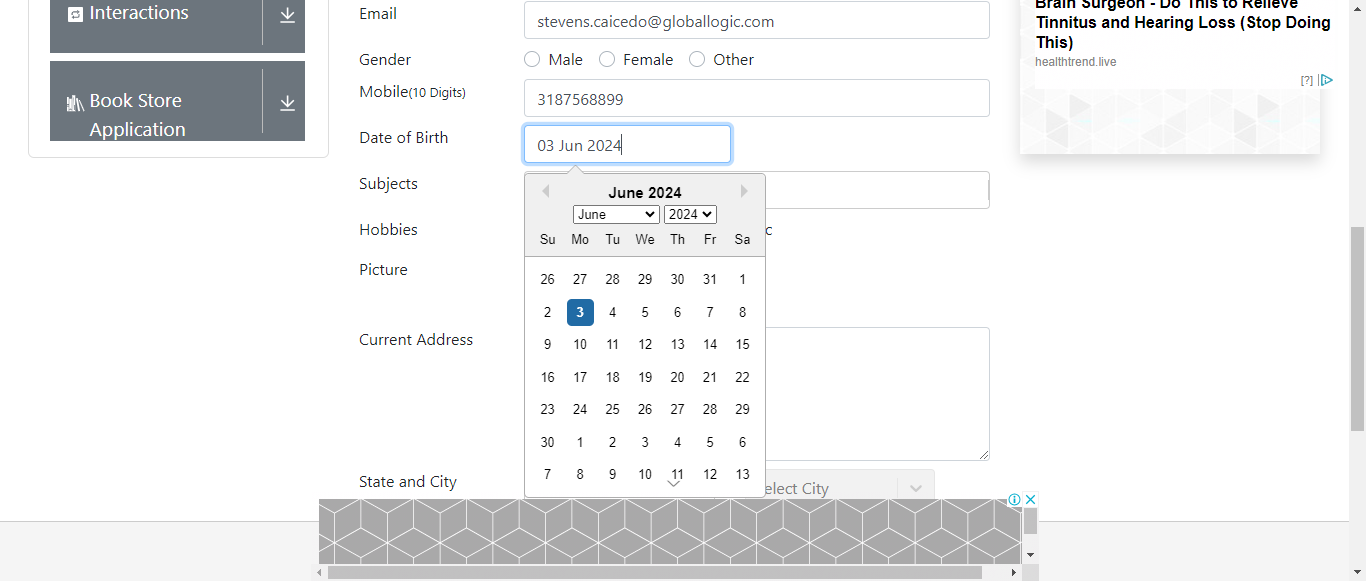 Interactions
Book Store
Application
Email
stevens.caicedo@globallogic.com
Gender
Male Female Other
Mobile(10 Digits)
3187568899
Date of Birth
03 Jun 2024
Subjects
Hobbies
c
Picture
Current Address
State and City
elect City
June 2024
June 2024
Su Mo Tu We Th Fr Sa
26 27 28 29 30 31 1
2 3 4 5 6 7 8
9 10 11 12 13 14 15
16 17 18 19 20 21 22
23 24 25 26 27 28 29
30 1 2 3 4 5 6
7 8 9 10 11 12 13
Brain Surgeon - Do This to Relieve
Tinnitus and Hearing Loss (Stop Doing
This)
healthtrend.live
[?]